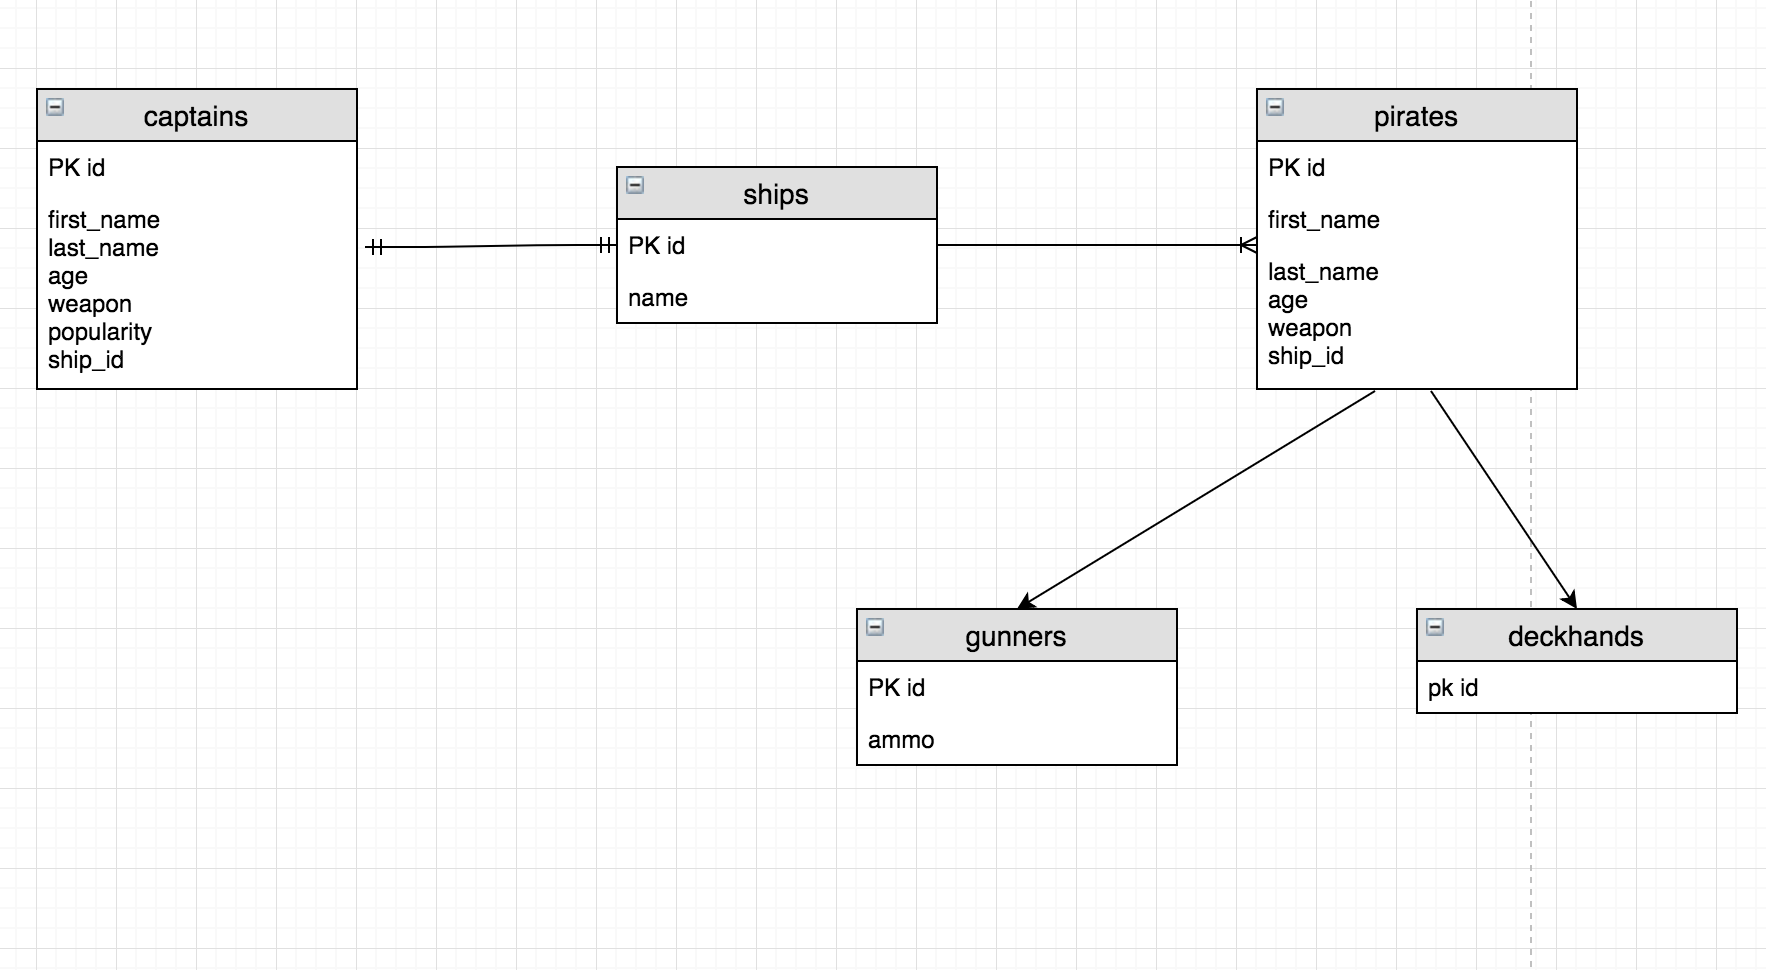 captains
PK id
first_name
last_name
age
weapon
popularity
ship_id
ships
PK id
name
pirates
PK id
first_name
last_name
age
weapon
ship_id
gunners
PK id
ammo
deckhands
pk id